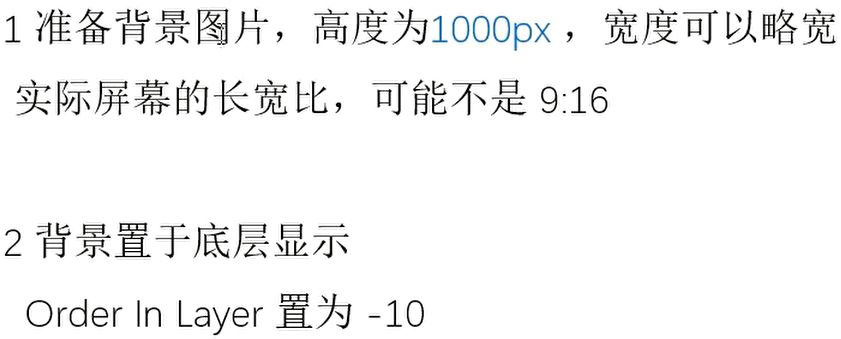 1 准备背景图片，高度为1000px ，宽度可以略宽
实际屏幕的长宽比，可能不是 9:16
2 背景置于底层显示
Order In Layer 置为 -10